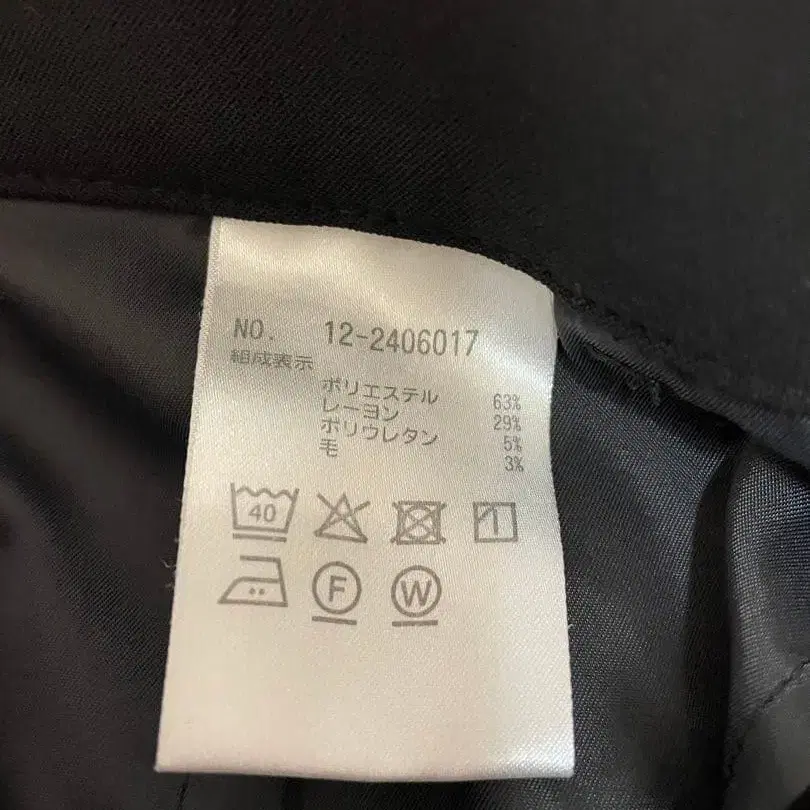 NO. 12-2406017
組成表示
ポリエステル 63%
レーヨン 29%
ポリウレタン 5%
毛 3%
40
F W